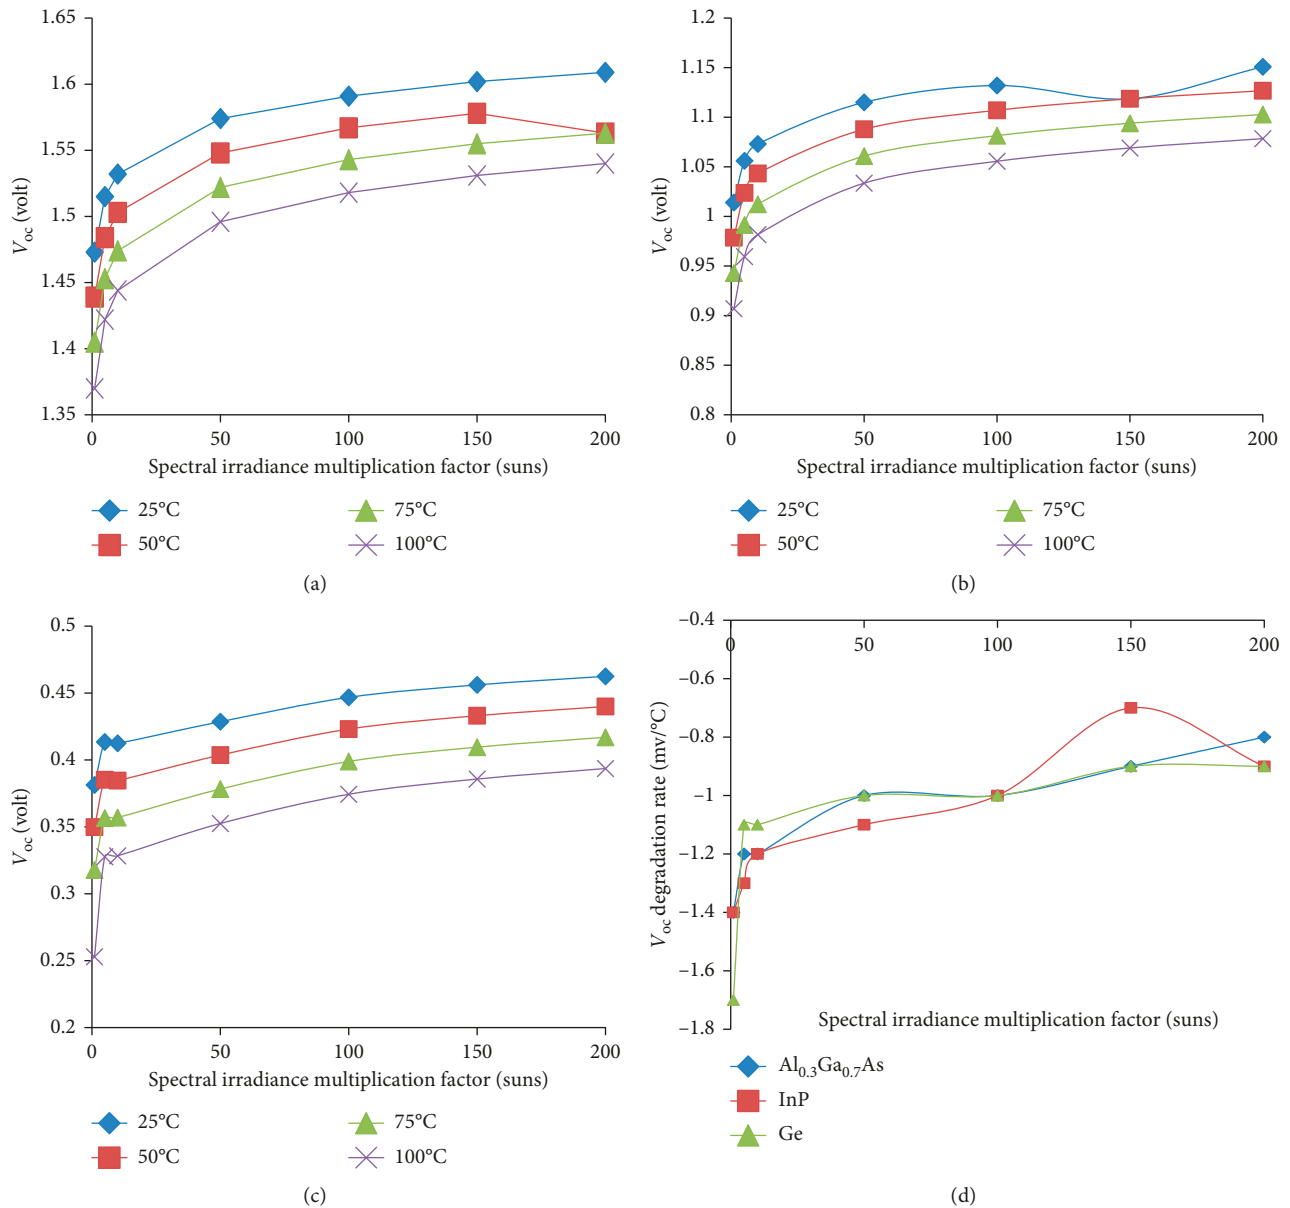 1.65
1.6
1.55
1.5
1.45
1.4
1.35
V_oc (volt)
0 50 100 150 200
Spectral irradiance multiplication factor (suns)
25°C 75°C
50°C 100°C
(a)
1.2
1.15
1.1
1.05
1
0.95
0.9
0.85
0.8
V_oc (volt)
0 50 100 150 200
Spectral irradiance multiplication factor (suns)
25°C 75°C
50°C 100°C
(b)
0.5
0.45
0.4
0.35
0.3
0.25
0.2
V_oc (volt)
0 50 100 150 200
Spectral irradiance multiplication factor (suns)
25°C 75°C
50°C 100°C
(c)
−0.4
0 50 100 150 200
−0.6
−0.8
−1
−1.2
−1.4
−1.6
−1.8
V_oc degradation rate (mv/°C)
Spectral irradiance multiplication factor (suns)
Al_0.3Ga_0.7As
InP
Ge
(d)